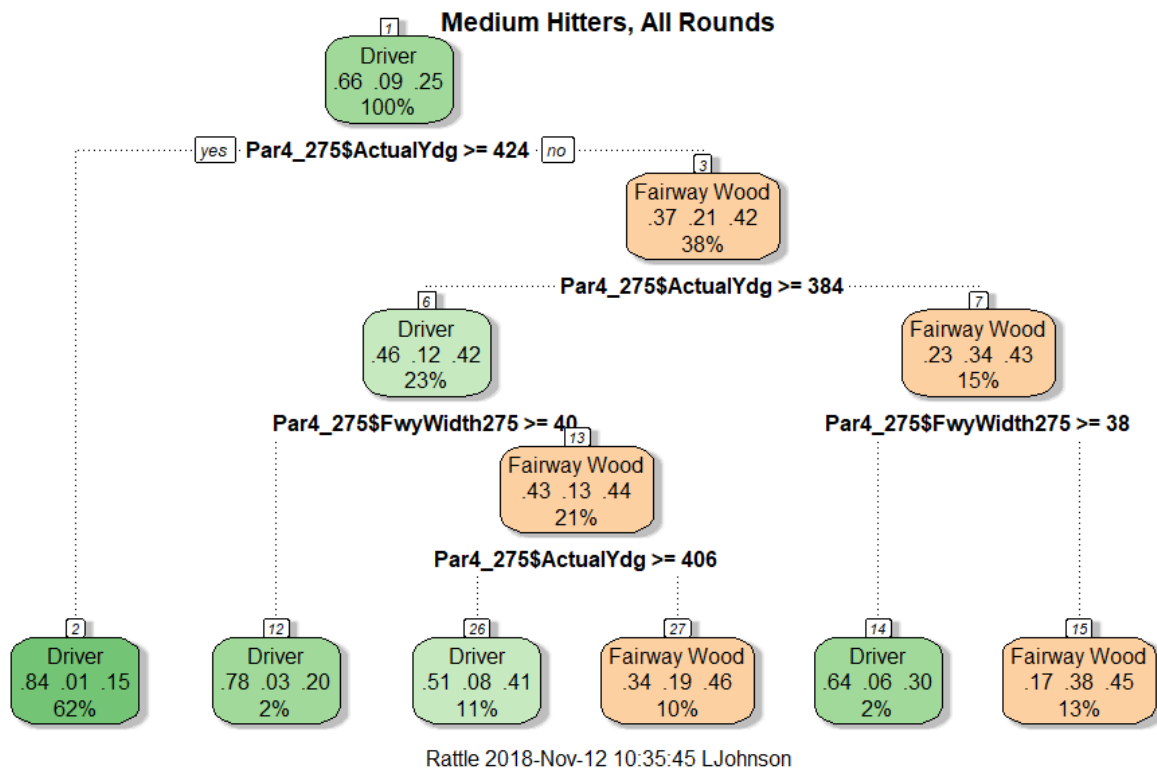 Medium Hitters, All Rounds
1
Driver
.66 .09 .25
100%
yes Par4_275$ActualYdg >= 424 no
3
Fairway Wood
.37 .21 .42
38%
Par4_275$ActualYdg >= 384
6
Driver
.46 .12 .42
23%
7
Fairway Wood
.23 .34 .43
15%
Par4_275$FwyWidth275 >= 40
Par4_275$FwyWidth275 >= 38
13
Fairway Wood
.43 .13 .44
21%
Par4_275$ActualYdg >= 406
2
Driver
.84 .01 .15
62%
12
Driver
.78 .03 .20
2%
26
Driver
.51 .08 .41
11%
27
Fairway Wood
.34 .19 .46
10%
14
Driver
.64 .06 .30
2%
15
Fairway Wood
.17 .38 .45
13%
Rattle 2018-Nov-12 10:35:45 LJohnson